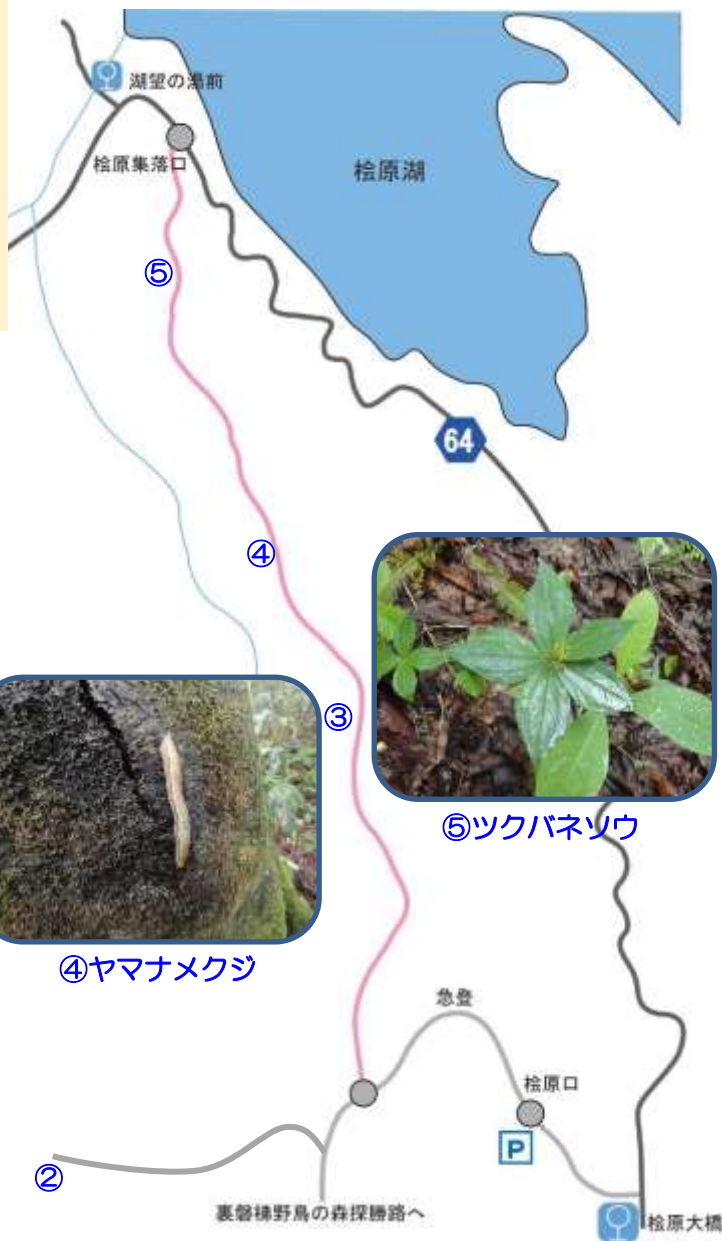 湖望の湯前
桧原集落口
桧原湖
⑤
64
④
③
⑤ツクバネソウ
④ヤマナメクジ
急登
桧原口
P
②
裏磐梯野鳥の森探勝路へ
桧原大橋